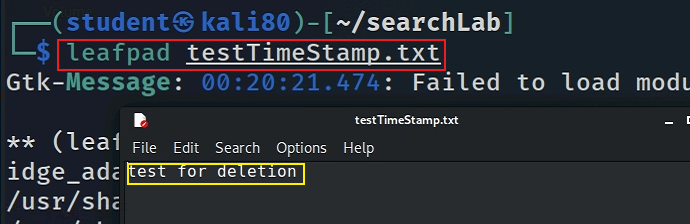 (student㉿kali80)-[~/searchLab]
$ leafpad testTimeStamp.txt
Gtk-Message: 00:20:21.474: Failed to load modu
testTimeStamp.txt
** (leaf
File Edit Search Options Help
idge_ada
test for deletion
/usr/sha